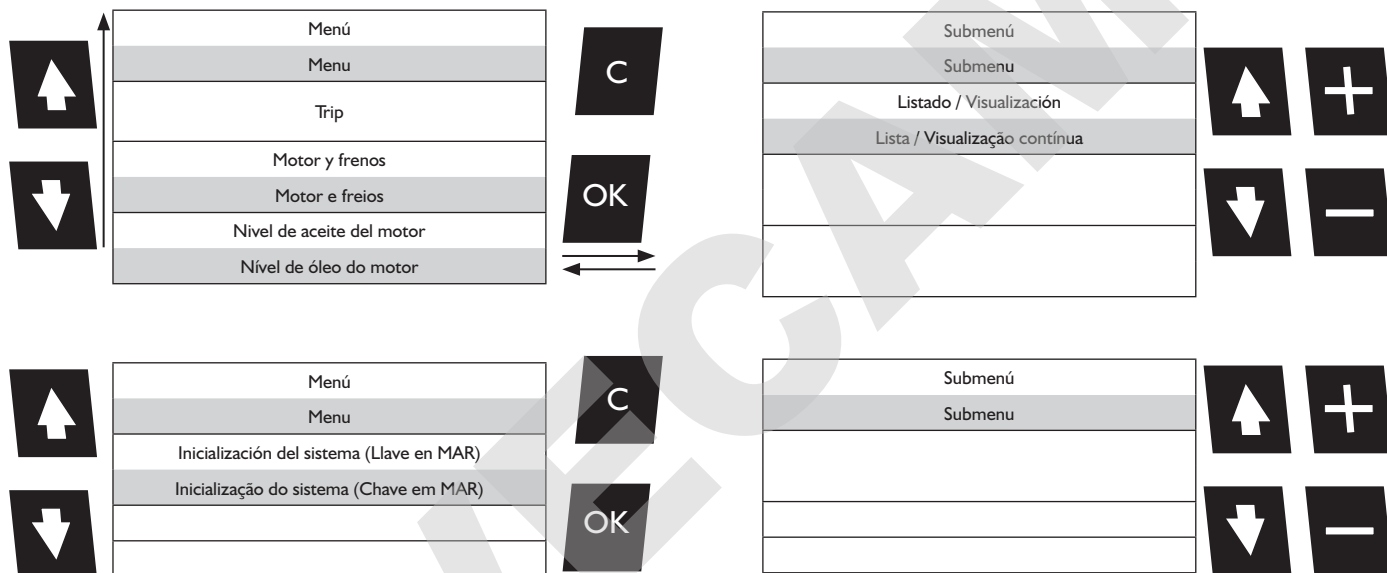 Menú
Menu
Trip
Motor y frenos
Motor e freios
Nivel de aceite del motor
Nível de óleo do motor
C
OK
Submenú
Submenu
Listado / Visualización
Lista / Visualização contínua
Menú
Menu
Inicialización del sistema (Llave en MAR)
Inicialização do sistema (Chave em MAR)
C
OK
Submenú
Submenu